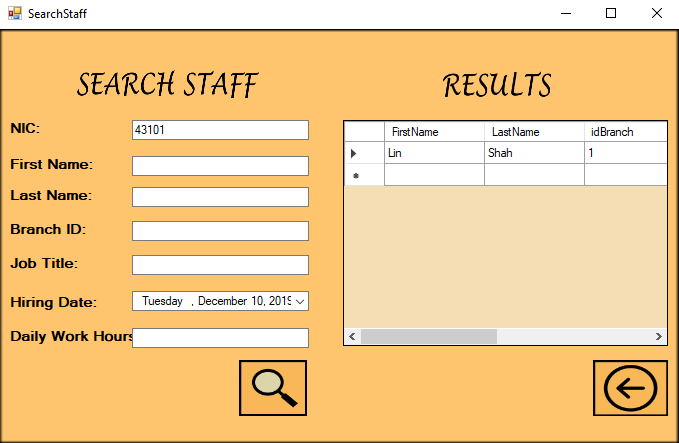 SearchStaff
SEARCH STAFF
NIC: 43101
First Name:
Last Name:
Branch ID:
Job Title:
Hiring Date: Tuesday , December 10, 2019
Daily Work Hours
RESULTS
FirstName LastName idBranch
Lin Shah 1